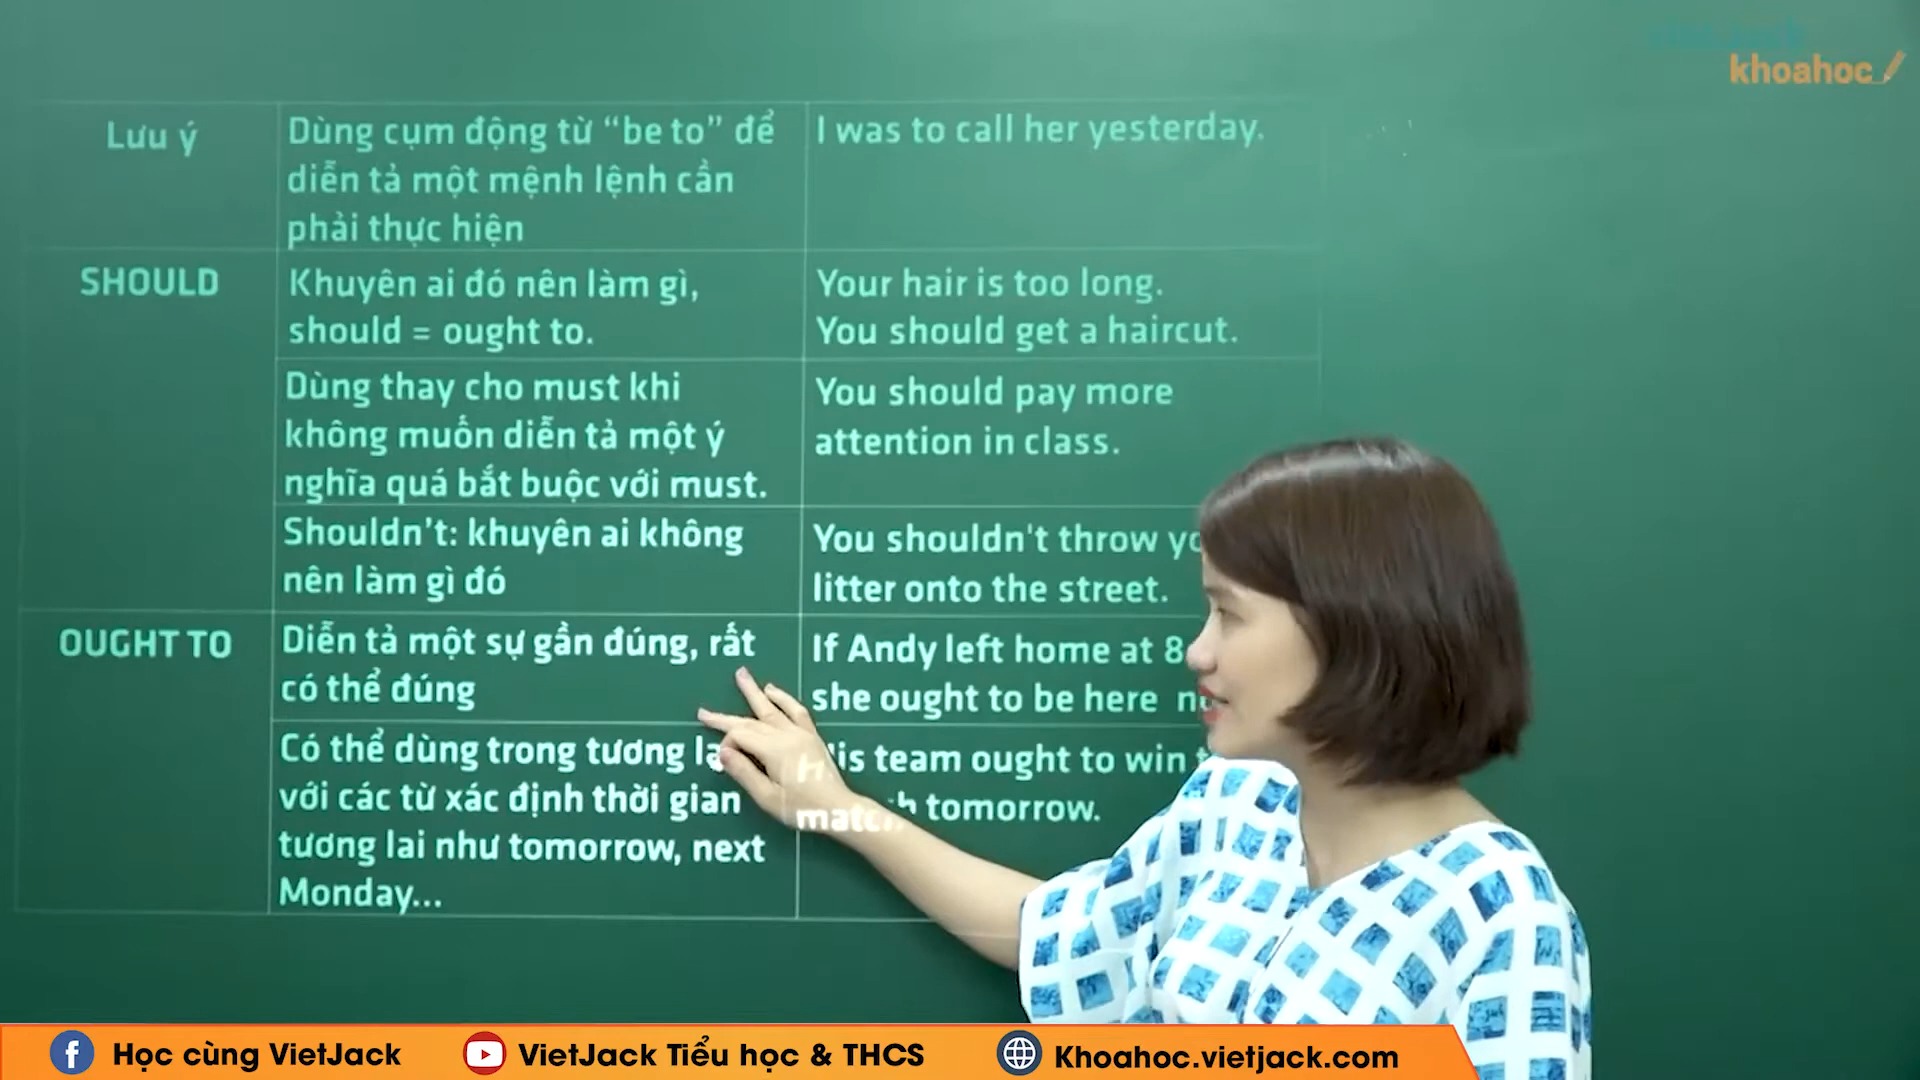 khoahoc
Lưu ý
Dùng cụm động từ “be to” để
diễn tả một mệnh lệnh cần
phải thực hiện
I was to call her yesterday.
SHOULD
Khuyên ai đó nên làm gì,
should = ought to.
Your hair is too long.
You should get a haircut.
Dùng thay cho must khi
không muốn diễn tả một ý
nghĩa quá bắt buộc với must.
You should pay more
attention in class.
Shouldn’t: khuyên ai không
nên làm gì đó
You shouldn't throw
litter onto the street.
OUGHT TO
Diễn tả một sự gần đúng, rất
có thể đúng
If Andy left home at
she ought to be here
Có thể dùng trong tương
với các từ xác định thời gian
tương lai như tomorrow, next
Monday...
His team ought to win
match tomorrow.
Học cùng VietJack
VietJack Tiểu học & THCS
Khoahoc.vietjack.com